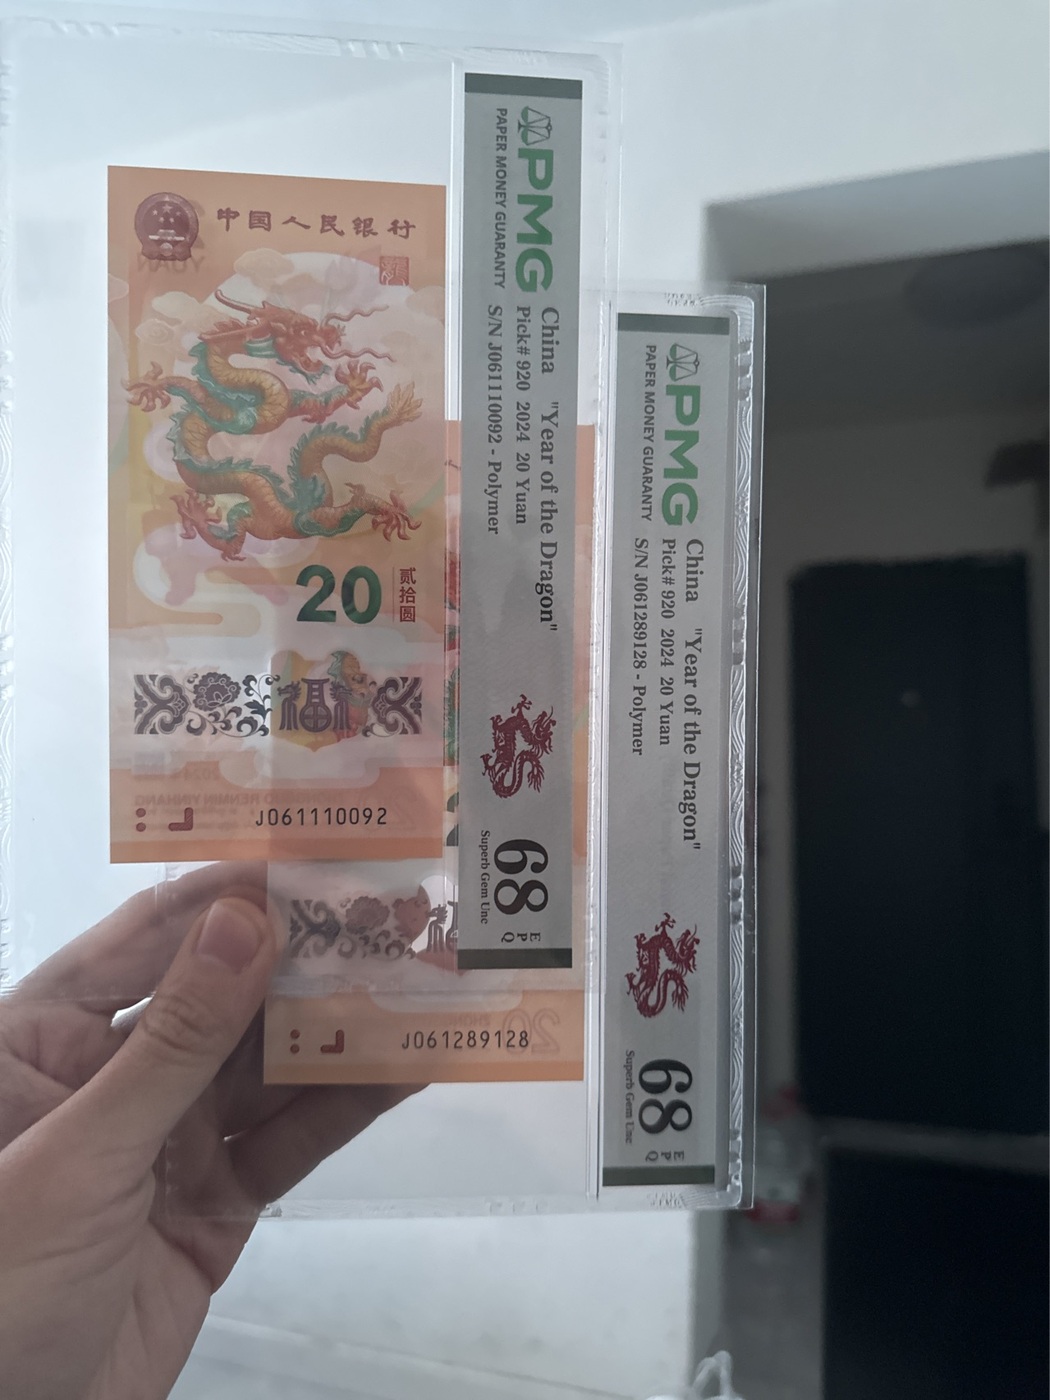 中国人民银行
20
贰拾圆
福
J061110092
PMG
PAPER MONEY GUARANTY
China "Year of the Dragon"
Pick# 920 2024 20 Yuan
S/N J061110092 - Polymer
68
EPQ
Superb Gem Unc
20
J061289128
PMG
PAPER MONEY GUARANTY
China "Year of the Dragon"
Pick# 920 2024 20 Yuan
S/N J061289128 - Polymer
68
EPQ
Superb Gem Unc